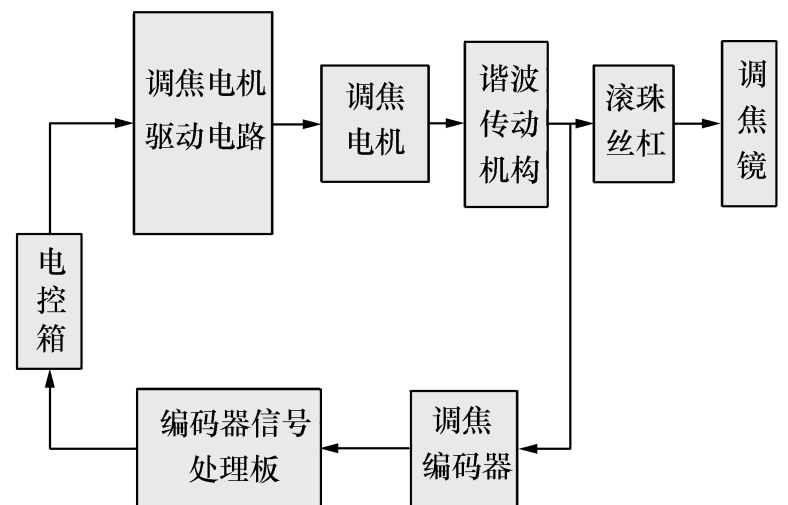 调焦电机
驱动电路
调焦
电机
谐波
传动
机构
滚珠
丝杠
调
焦
镜
电
控
箱
编码器信号
处理板
调焦
编码器